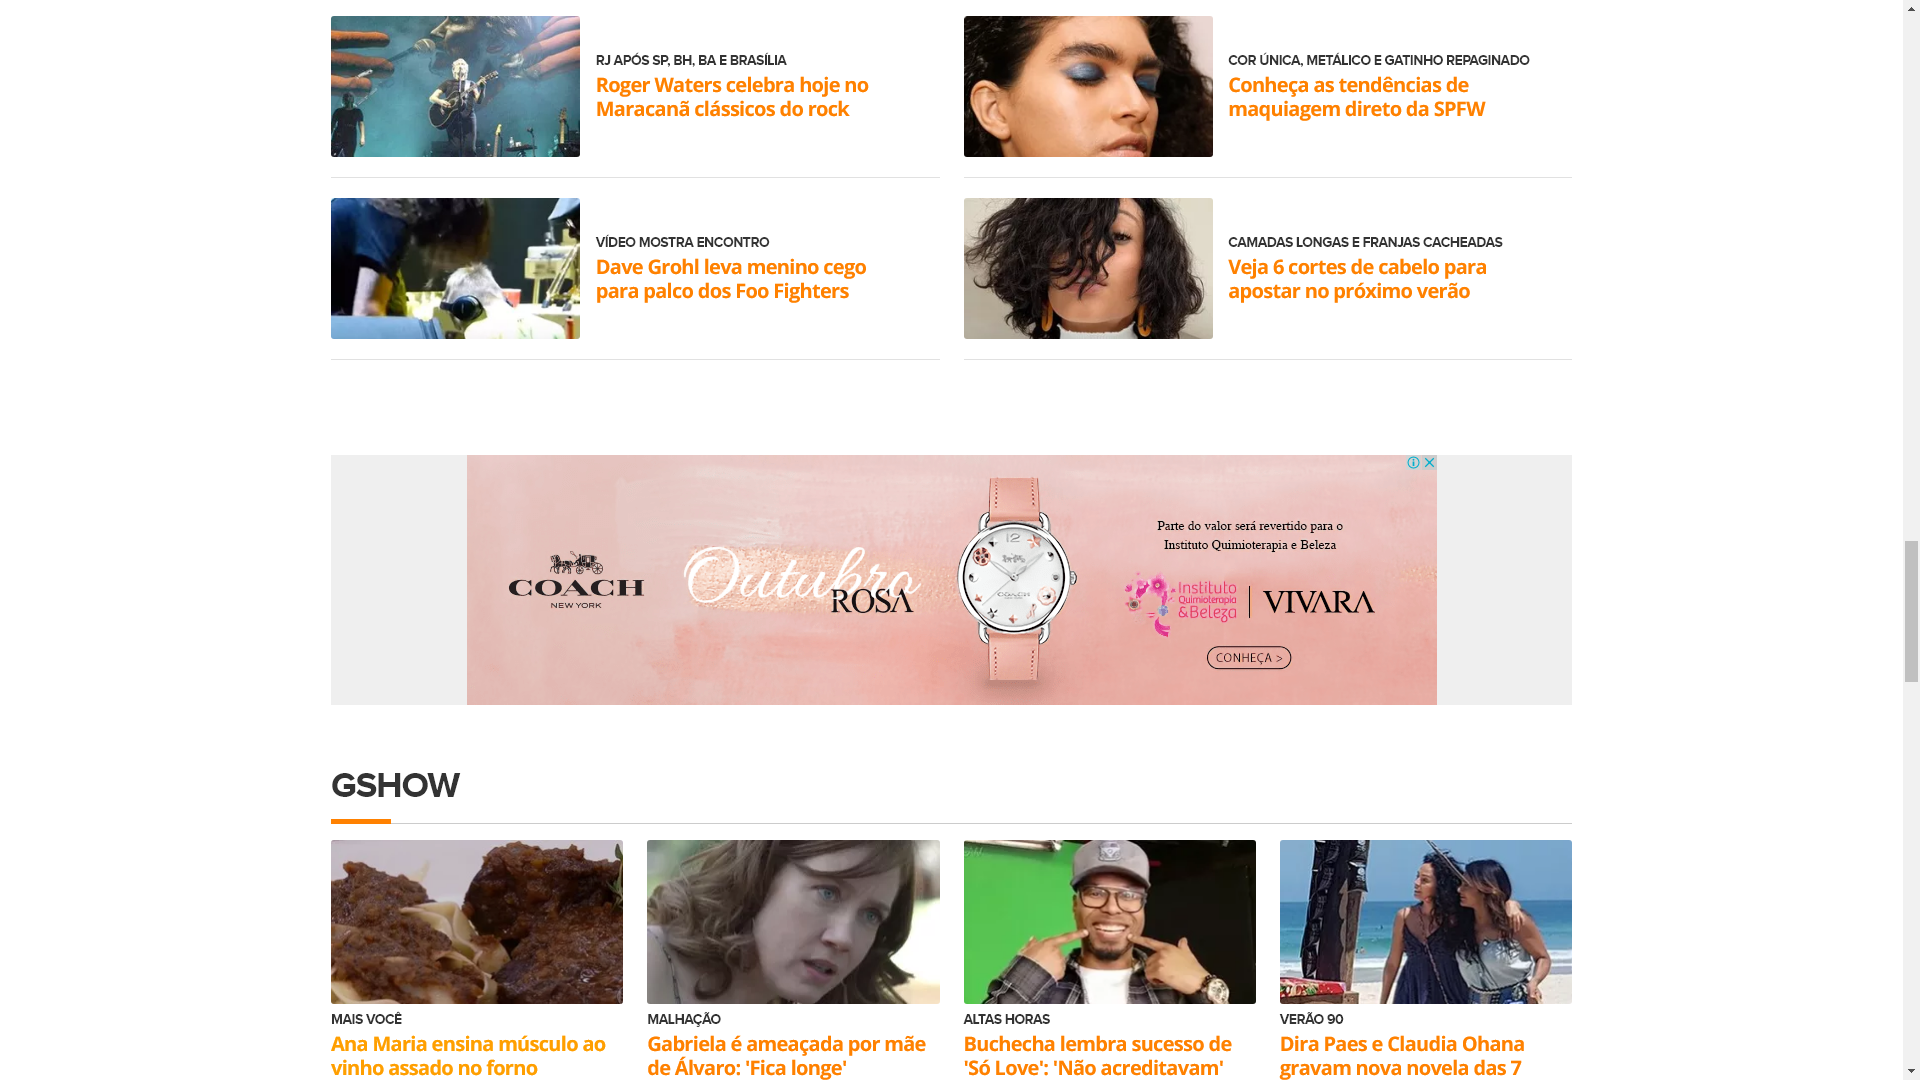 RJ APÓS SP, BH, BA E BRASÍLIA
Roger Waters celebra hoje no
Maracanã clássicos do rock
COR ÚNICA, METÁLICO E GATINHO REPAGINADO
Conheça as tendências de
maquiagem direto da SPFW
VÍDEO MOSTRA ENCONTRO
Dave Grohl leva menino cego
para palco dos Foo Fighters
CAMADAS LONGAS E FRANJAS CACHEADAS
Veja 6 cortes de cabelo para
apostar no próximo verão
COACH
NEW YORK
Outubro
ROSA
12
COACH
Parte do valor será revertido para o
Instituto Quimioterapia e Beleza
Instituto
Quimioterapia
&Beleza
VIVARA
CONHEÇA >
GSHOW
MAIS VOCÊ
Ana Maria ensina músculo ao
vinho assado no forno
MALHAÇÃO
Gabriela é ameaçada por mãe
de Álvaro: 'Fica longe'
ALTAS HORAS
Buchecha lembra sucesso de
'Só Love': 'Não acreditavam'
VERÃO 90
Dira Paes e Claudia Ohana
gravam nova novela das 7